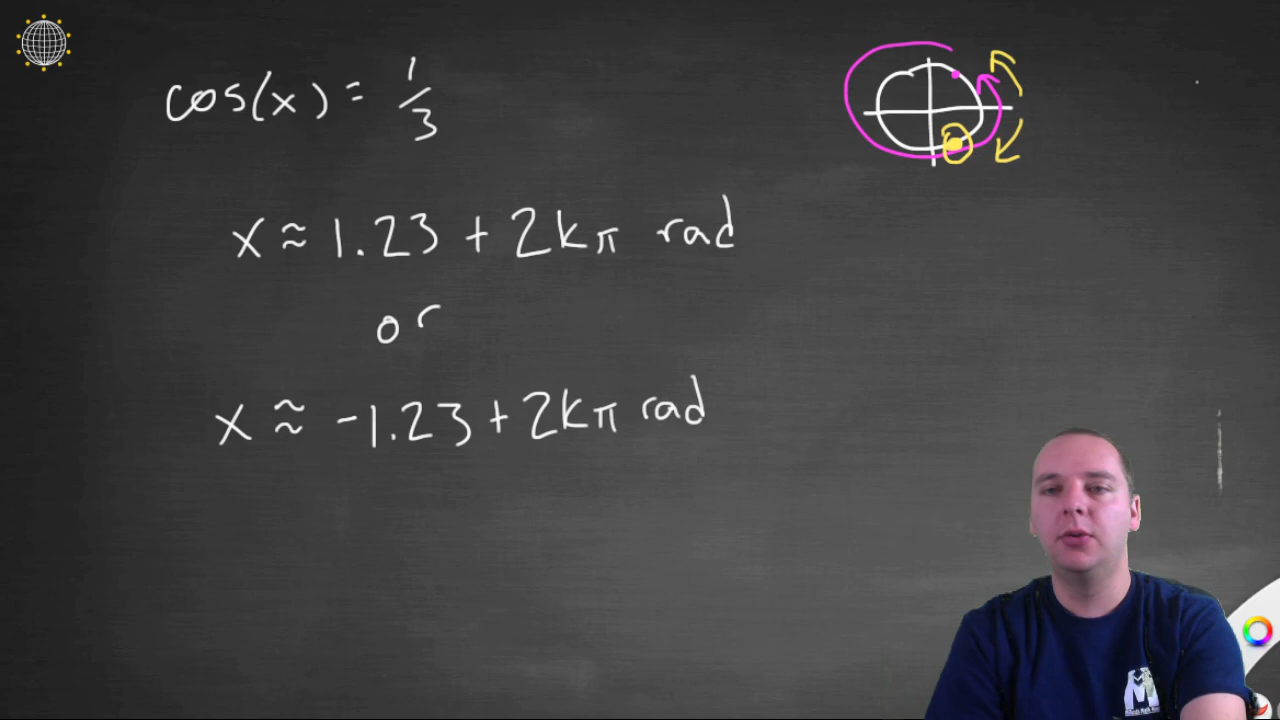 cos(x) = 1/3
x ≈ 1.23 + 2kπ rad
or
x ≈ -1.23 + 2kπ rad